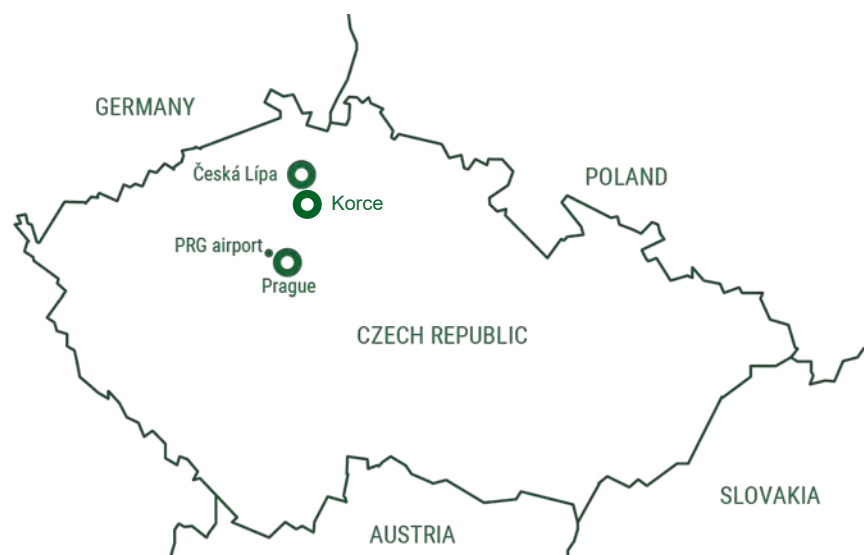 GERMANY
Česká Lípa
POLAND
Korce
PRG airport
Prague
CZECH REPUBLIC
SLOVAKIA
AUSTRIA